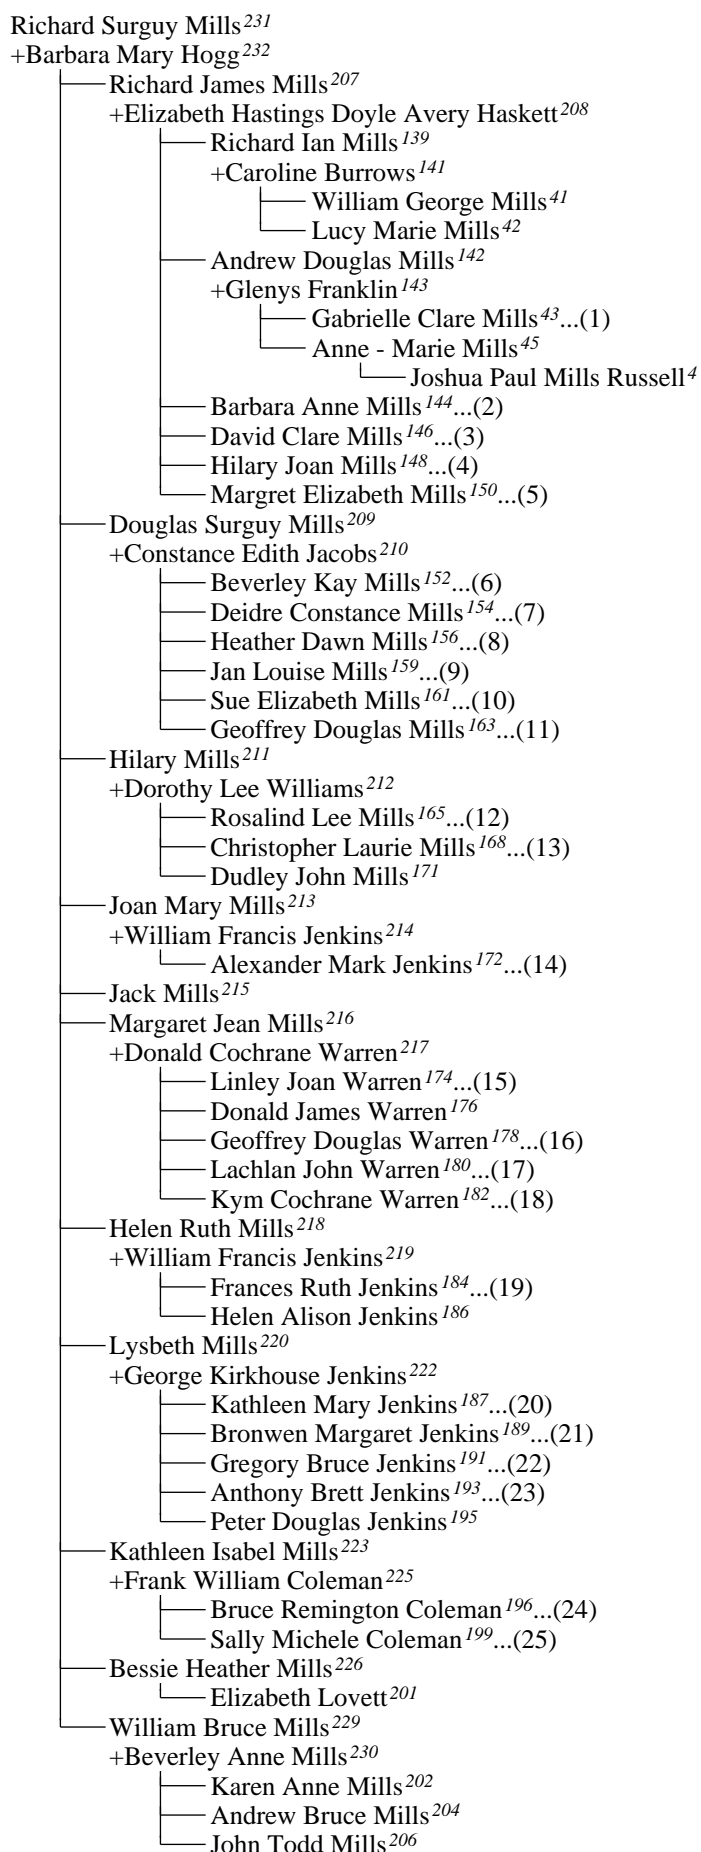 Richard Surguy Mills231
+Barbara Mary Hogg232
Richard James Mills207
+Elizabeth Hastings Doyle Avery Haskett208
Richard Ian Mills139
+Caroline Burrows141
William George Mills41
Lucy Marie Mills42
Andrew Douglas Mills142
+Glenys Franklin143
Gabrielle Clare Mills43...(1)
Anne - Marie Mills45
Joshua Paul Mills Russell4
Barbara Anne Mills144...(2)
David Clare Mills146...(3)
Hilary Joan Mills148...(4)
Margret Elizabeth Mills150...(5)
Douglas Surguy Mills209
+Constance Edith Jacobs210
Beverley Kay Mills152...(6)
Deidre Constance Mills154...(7)
Heather Dawn Mills156...(8)
Jan Louise Mills159...(9)
Sue Elizabeth Mills161...(10)
Geoffrey Douglas Mills163...(11)
Hilary Mills211
+Dorothy Lee Williams212
Rosalind Lee Mills165...(12)
Christopher Laurie Mills168...(13)
Dudley John Mills171
Joan Mary Mills213
+William Francis Jenkins214
Alexander Mark Jenkins172...(14)
Jack Mills215
Margaret Jean Mills216
+Donald Cochrane Warren217
Linley Joan Warren174...(15)
Donald James Warren176
Geoffrey Douglas Warren178...(16)
Lachlan John Warren180...(17)
Kym Cochrane Warren182...(18)
Helen Ruth Mills218
+William Francis Jenkins219
Frances Ruth Jenkins184...(19)
Helen Alison Jenkins186
Lysbeth Mills220
+George Kirkhouse Jenkins222
Kathleen Mary Jenkins187...(20)
Bronwen Margaret Jenkins189...(21)
Gregory Bruce Jenkins191...(22)
Anthony Brett Jenkins193...(23)
Peter Douglas Jenkins195
Kathleen Isabel Mills223
+Frank William Coleman225
Bruce Remington Coleman196...(24)
Sally Michele Coleman199...(25)
Bessie Heather Mills226
Elizabeth Lovett201
William Bruce Mills229
+Beverley Anne Mills230
Karen Anne Mills202
Andrew Bruce Mills204
John Todd Mills206